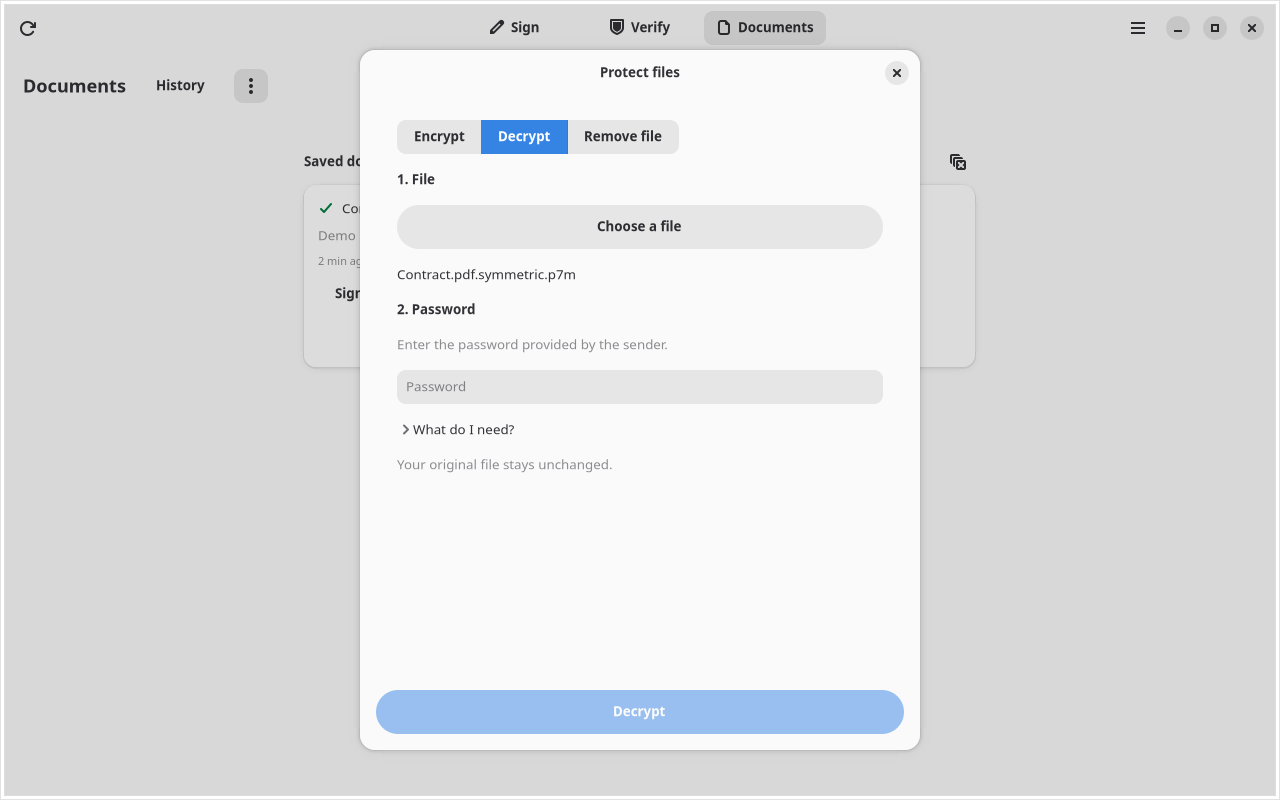 Sign
Verify
Documents
Documents
History
Saved do
Con
Demo
2 min ag
Sign
Protect files
Encrypt
Decrypt
Remove file
1. File
Choose a file
Contract.pdf.symmetric.p7m
2. Password
Enter the password provided by the sender.
Password
What do I need?
Your original file stays unchanged.
Decrypt